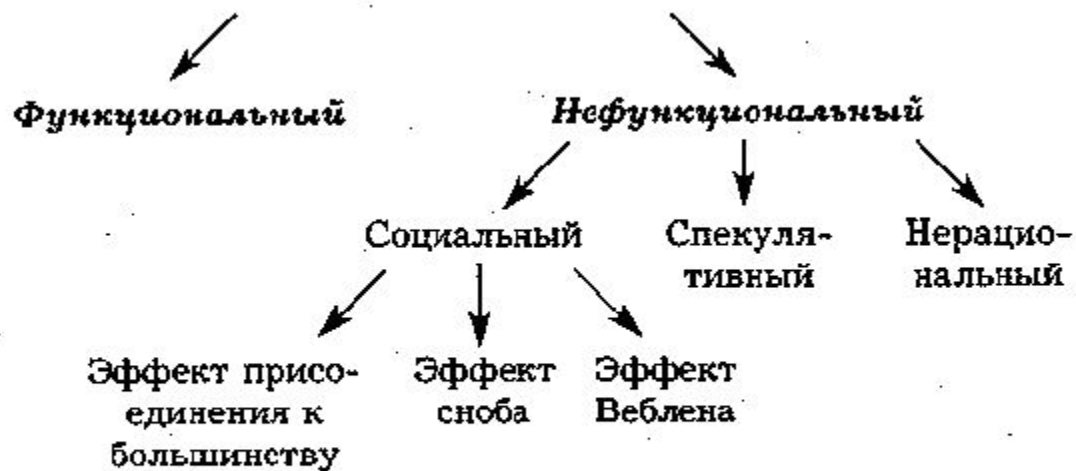 Функциональный
Нефункциональный
Социальный
Спекуля-
тивный
Нерацио-
нальный
Эффект присо-
единения к
большинству
Эффект
сноба
Эффект
Веблена